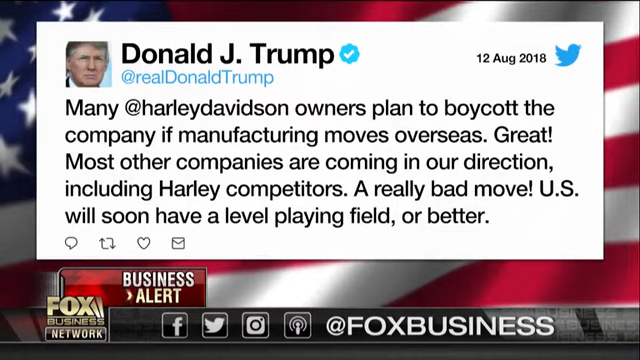 Donald J. Trump
@realDonaldTrump
12 Aug 2018
Many @harleydavidson owners plan to boycott the
company if manufacturing moves overseas. Great!
Most other companies are coming in our direction,
including Harley competitors. A really bad move! U.S.
will soon have a level playing field, or better.
BUSINESS
› ALERT
FOX
BUSINESS
NETWORK
@FOXBUSINESS